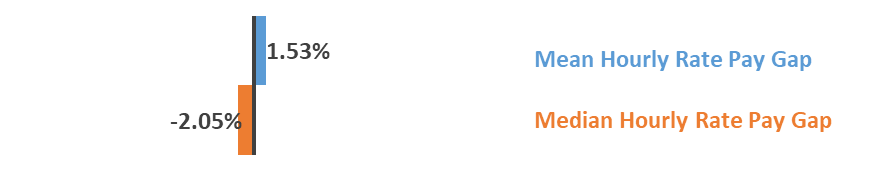 1.53%
Mean Hourly Rate Pay Gap
-2.05%
Median Hourly Rate Pay Gap